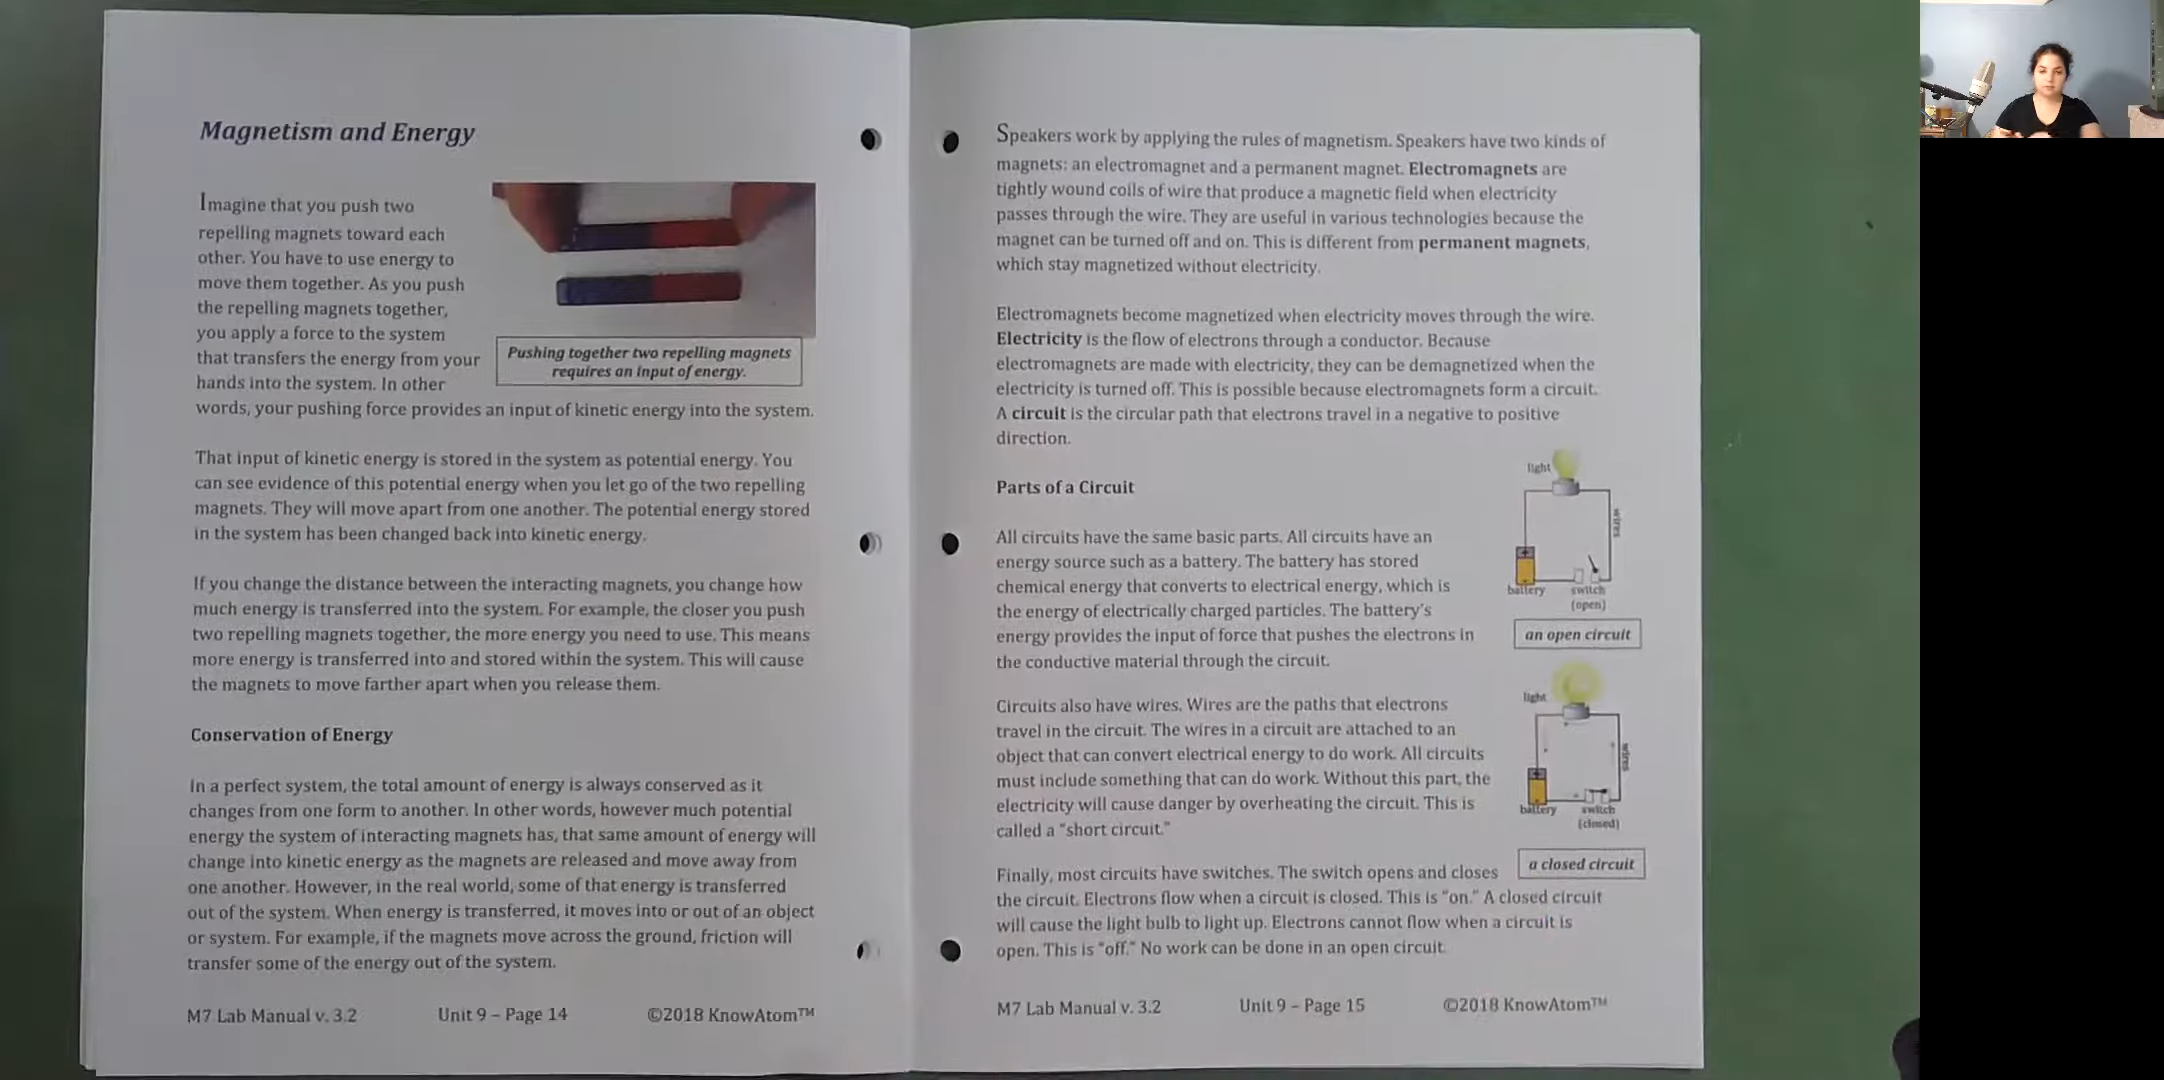 Magnetism and Energy
Imagine that you push two
repelling magnets toward each
other. You have to use energy to
move them together. As you push
the repelling magnets together,
you apply a force to the system
that transfers the energy from your
hands into the system. In other
words, your pushing force provides an input of kinetic energy into the system.
Pushing together two repelling magnets
requires an input of energy.
That input of kinetic energy is stored in the system as potential energy. You
can see evidence of this potential energy when you let go of the two repelling
magnets. They will move apart from one another. The potential energy stored
in the system has been changed back into kinetic energy.
If you change the distance between the interacting magnets, you change how
much energy is transferred into the system. For example, the closer you push
two repelling magnets together, the more energy you need to use. This means
more energy is transferred into and stored within the system. This will cause
the magnets to move farther apart when you release them.
Conservation of Energy
In a perfect system, the total amount of energy is always conserved as it
changes from one form to another. In other words, however much potential
energy the system of interacting magnets has, that same amount of energy will
change into kinetic energy as the magnets are released and move away from
one another. However, in the real world, some of that energy is transferred
out of the system. When energy is transferred, it moves into or out of an object
or system. For example, if the magnets move across the ground, friction will
transfer some of the energy out of the system.
M7 Lab Manual v. 3.2 Unit 9 – Page 14 ©2018 KnowAtom™
Speakers work by applying the rules of magnetism. Speakers have two kinds of
magnets: an electromagnet and a permanent magnet. Electromagnets are
tightly wound coils of wire that produce a magnetic field when electricity
passes through the wire. They are useful in various technologies because the
magnet can be turned off and on. This is different from permanent magnets,
which stay magnetized without electricity.
Electromagnets become magnetized when electricity moves through the wire.
Electricity is the flow of electrons through a conductor. Because
electromagnets are made with electricity, they can be demagnetized when the
electricity is turned off. This is possible because electromagnets form a circuit.
A circuit is the circular path that electrons travel in a negative to positive
direction.
Parts of a Circuit
All circuits have the same basic parts. All circuits have an
energy source such as a battery. The battery has stored
chemical energy that converts to electrical energy, which is
the energy of electrically charged particles. The battery's
energy provides the input of force that pushes the electrons in
the conductive material through the circuit.
light
wires
battery switch
(open)
an open circuit
Circuits also have wires. Wires are the paths that electrons
travel in the circuit. The wires in a circuit are attached to an
object that can convert electrical energy to do work. All circuits
must include something that can do work. Without this part, the
electricity will cause danger by overheating the circuit. This is
called a "short circuit."
light
wires
battery switch
(closed)
a closed circuit
Finally, most circuits have switches. The switch opens and closes
the circuit. Electrons flow when a circuit is closed. This is "on." A closed circuit
will cause the light bulb to light up. Electrons cannot flow when a circuit is
open. This is "off." No work can be done in an open circuit.
M7 Lab Manual v. 3.2 Unit 9 – Page 15 ©2018 KnowAtom™